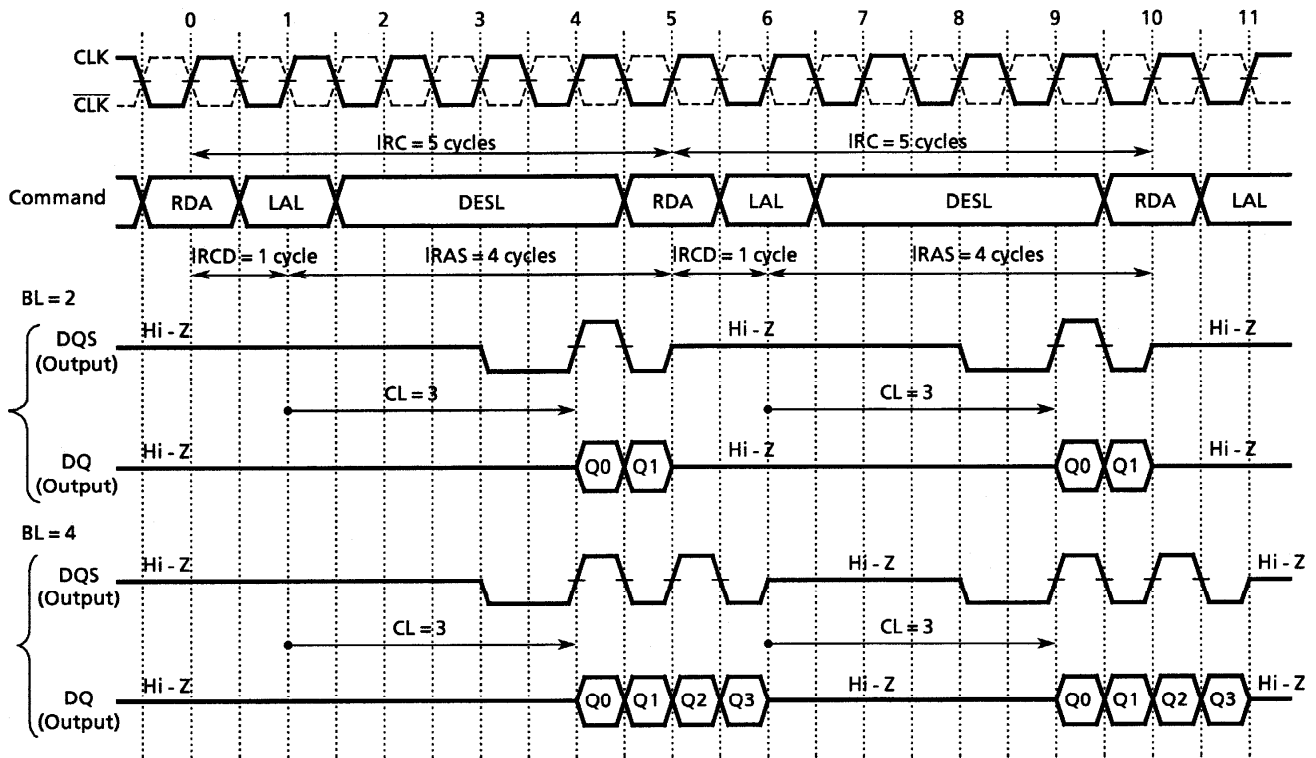 0 1 2 3 4 5 6 7 8 9 10 11
CLK
CLK
IRC = 5 cycles IRC = 5 cycles
Command RDA LAL DESL RDA LAL DESL RDA LAL
IRCD = 1 cycle IRAS = 4 cycles IRCD = 1 cycle IRAS = 4 cycles
BL = 2
Hi - Z Hi - Z Hi - Z
DQS
(Output)
CL = 3 CL = 3
Hi - Z Hi - Z Hi - Z
DQ Q0 Q1 Q0 Q1
(Output)
BL = 4
Hi - Z Hi - Z Hi - Z
DQS
(Output)
CL = 3 CL = 3
Hi - Z Hi - Z Hi - Z
DQ Q0 Q1 Q2 Q3 Q0 Q1 Q2 Q3
(Output)